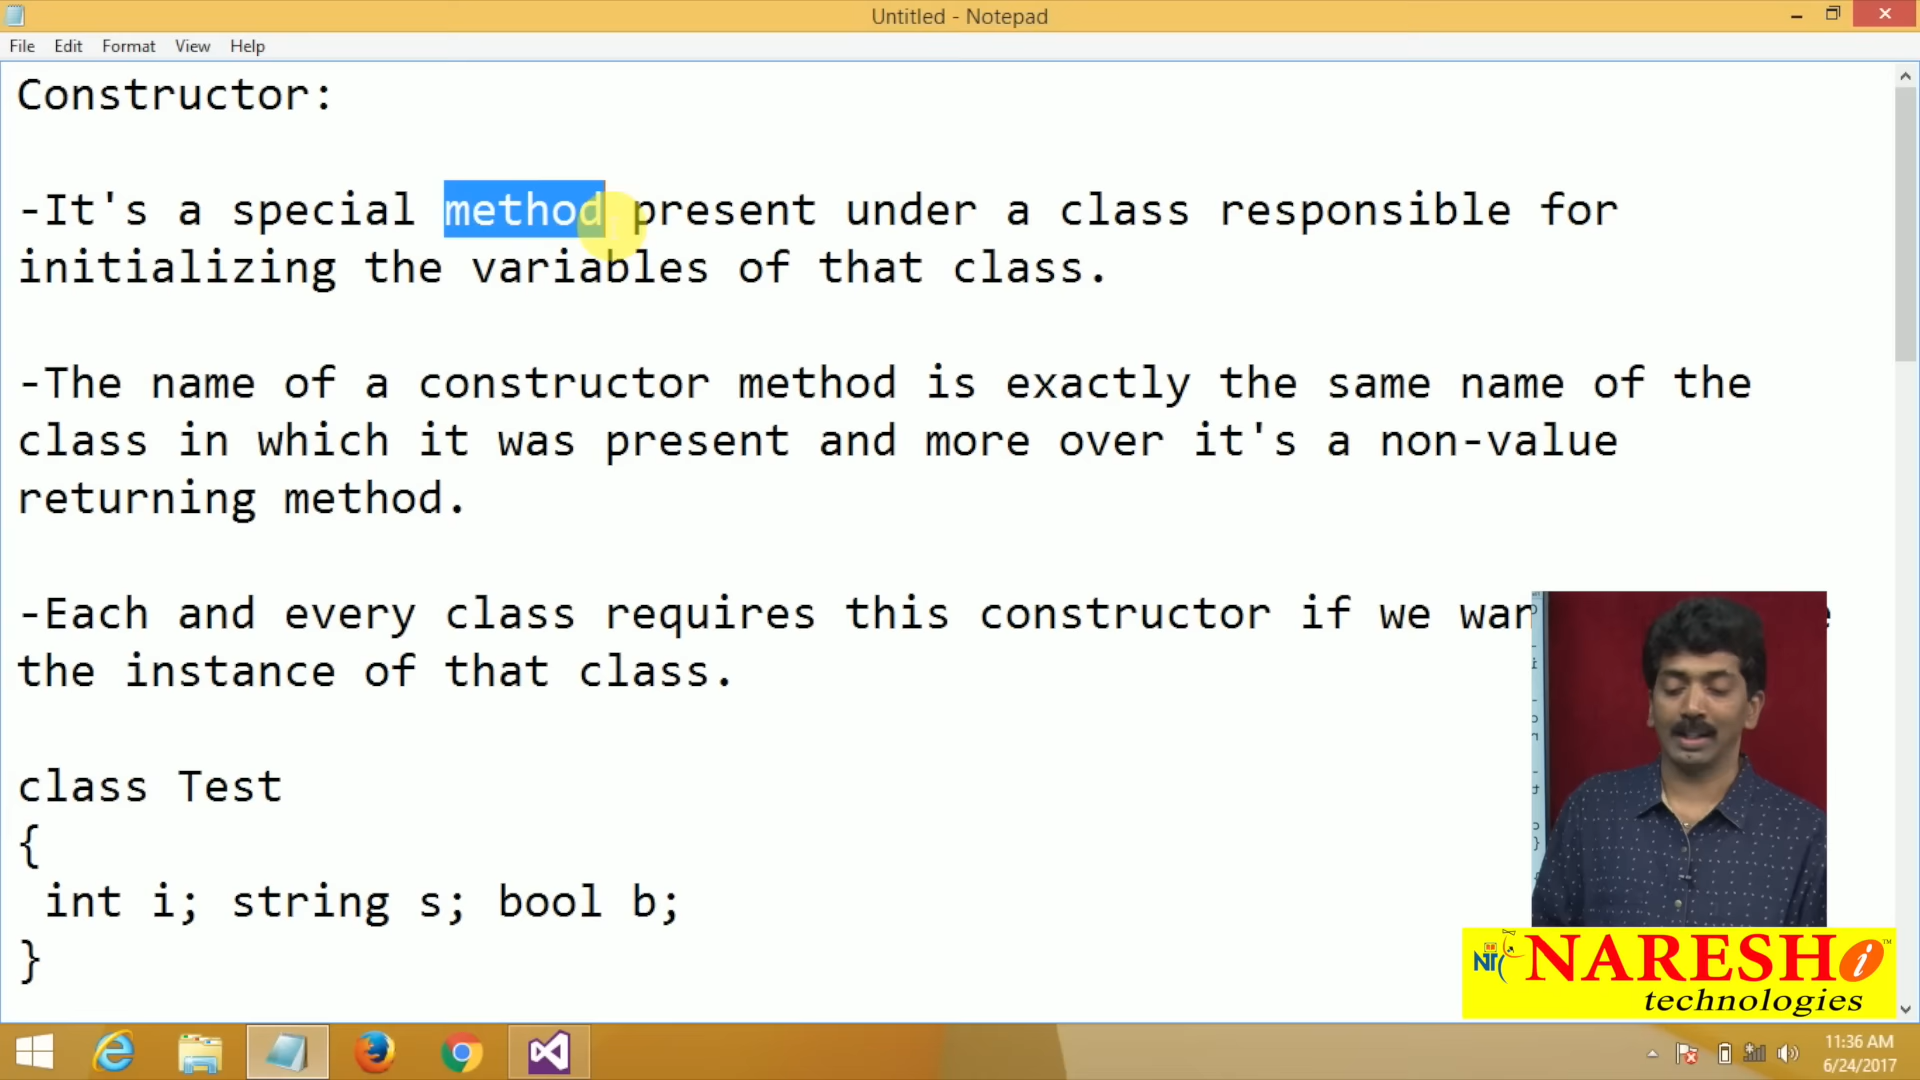 Untitled - Notepad
File Edit Format View Help
Constructor:
-It's a special method present under a class responsible for
initializing the variables of that class.
-The name of a constructor method is exactly the same name of the
class in which it was present and more over it's a non-value
returning method.
-Each and every class requires this constructor if we wan
the instance of that class.
class Test
{
int i; string s; bool b;
}
NARESH i ™
technologies
11:36 AM
6/24/2017